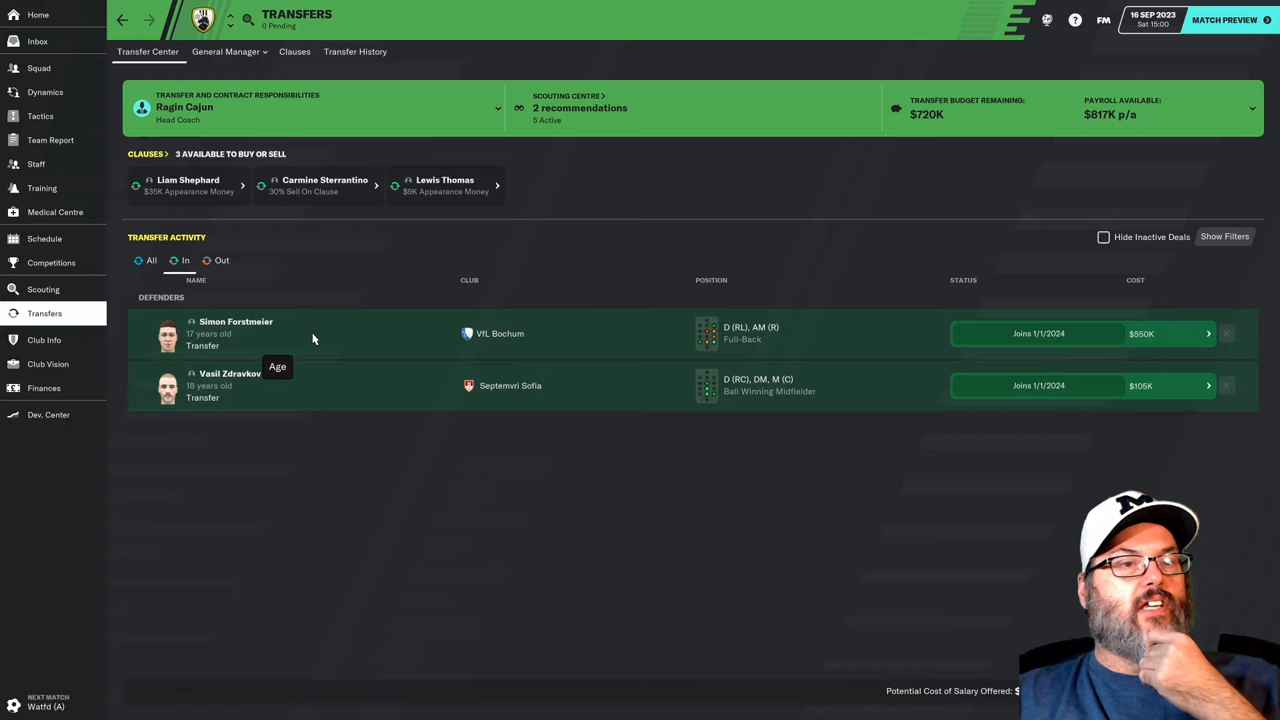 Home
Inbox
Squad
Dynamics
Tactics
Team Report
Staff
Training
Medical Centre
Schedule
Competitions
Scouting
Transfers
Club Info
Club Vision
Finances
Dev. Center
NEXT MATCH
Watfd (A)
TRANSFERS
0 Pending
FM
16 SEP 2023
Sat 15:00
MATCH PREVIEW
Transfer Center
General Manager
Clauses
Transfer History
TRANSFER AND CONTRACT RESPONSIBILITIES
Ragin Cajun
Head Coach
SCOUTING CENTRE >
2 recommendations
5 Active
TRANSFER BUDGET REMAINING:
$720K
PAYROLL AVAILABLE:
$817K p/a
CLAUSES > 3 AVAILABLE TO BUY OR SELL
Liam Shephard
$35K Appearance Money
Carmine Sterrantino
30% Sell On Clause
Lewis Thomas
$9K Appearance Money
TRANSFER ACTIVITY
Hide Inactive Deals
Show Filters
All
In
Out
NAME
CLUB
POSITION
STATUS
COST
DEFENDERS
Simon Forstmeier
17 years old
Transfer
VfL Bochum
D (RL), AM (R)
Full-Back
Joins 1/1/2024
$550K
Age
Vasil Zdravkov
18 years old
Transfer
Septemvri Sofia
D (RC), DM, M (C)
Ball Winning Midfielder
Joins 1/1/2024
$105K
Potential Cost of Salary Offered: $
M